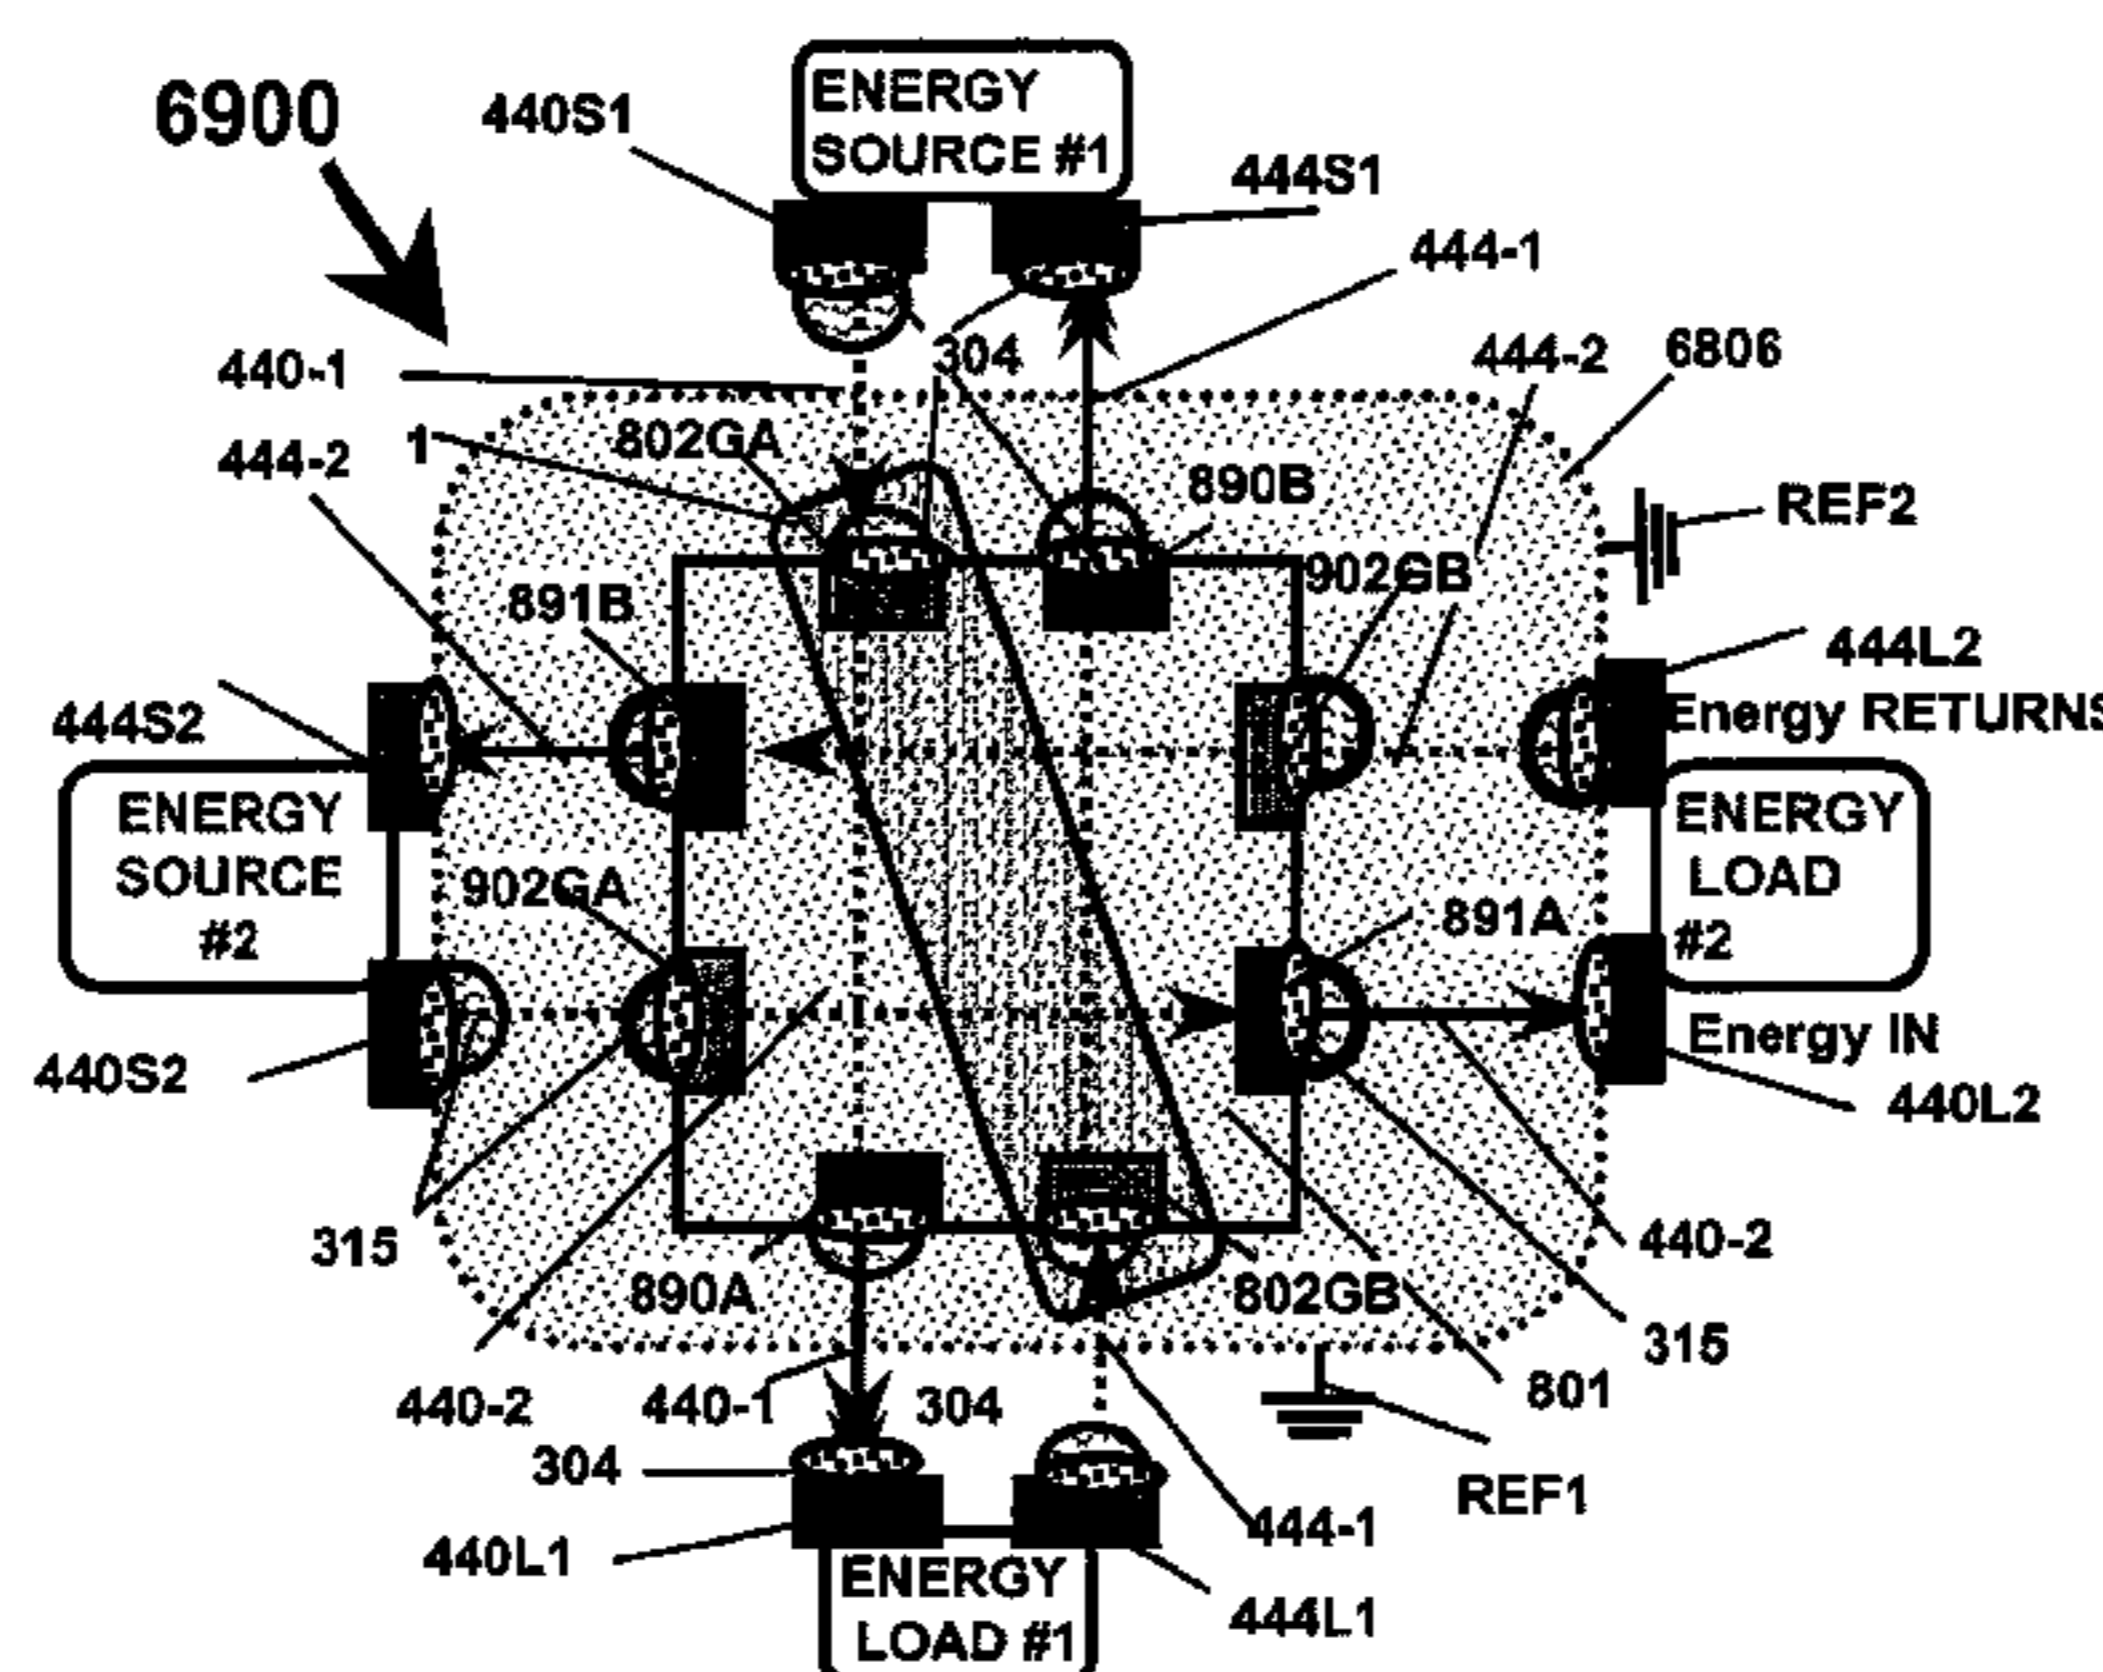 6900
440S1
ENERGY
SOURCE #1
444S1
444-1
304
440-1
444-2
6806
1
802GA
444-2
890B
REF2
902GB
891B
444L2
444S2
Energy RETURNS
ENERGY
SOURCE
#2
ENERGY
LOAD
#2
902GA
891A
440S2
Energy IN
440L2
315
440-2
890A
802GB
315
801
440-2
440-1
304
304
REF1
444-1
440L1
ENERGY
LOAD #1
444L1